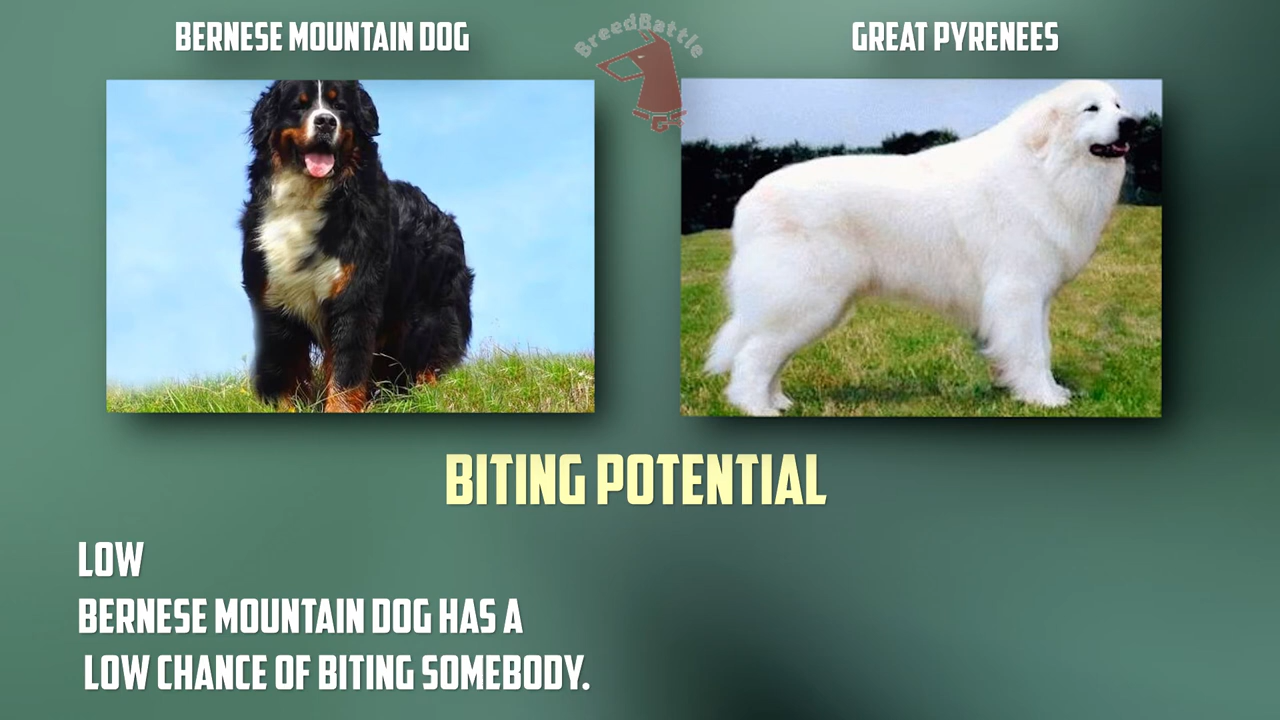 BERNESE MOUNTAIN DOG
BreedBattle
GREAT PYRENEES
BITING POTENTIAL
LOW
BERNESE MOUNTAIN DOG HAS A
LOW CHANCE OF BITING SOMEBODY.